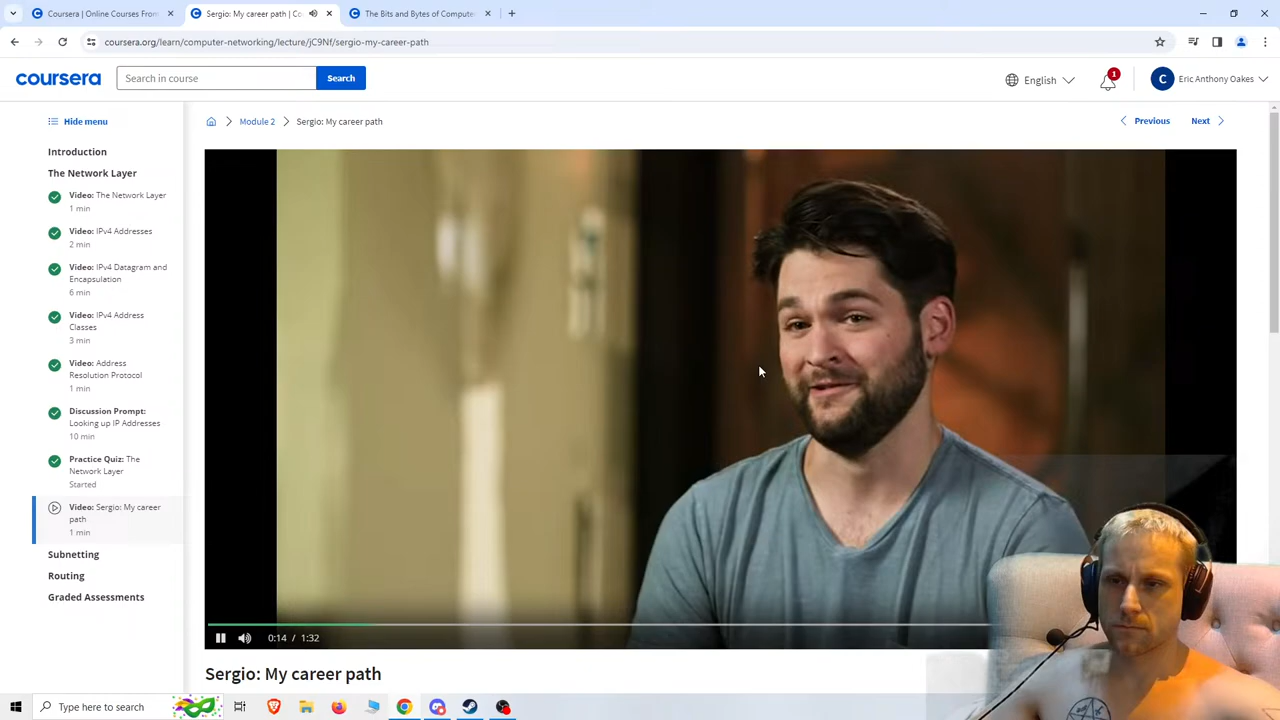 Coursera | Online Courses From
Sergio: My career path | Co
The Bits and Bytes of Compute
coursera.org/learn/computer-networking/lecture/jC9Nf/sergio-my-career-path
coursera
Search in course
Search
English
1
C
Eric Anthony Oakes
Hide menu
Module 2
Sergio: My career path
Previous
Next
Introduction
The Network Layer
Video: The Network Layer
1 min
Video: IPv4 Addresses
2 min
Video: IPv4 Datagram and
Encapsulation
6 min
Video: IPv4 Address
Classes
3 min
Video: Address
Resolution Protocol
1 min
Discussion Prompt:
Looking up IP Addresses
10 min
Practice Quiz: The
Network Layer
Started
Video: Sergio: My career
path
1 min
Subnetting
Routing
Graded Assessments
0:14 / 1:32
Sergio: My career path
Type here to search